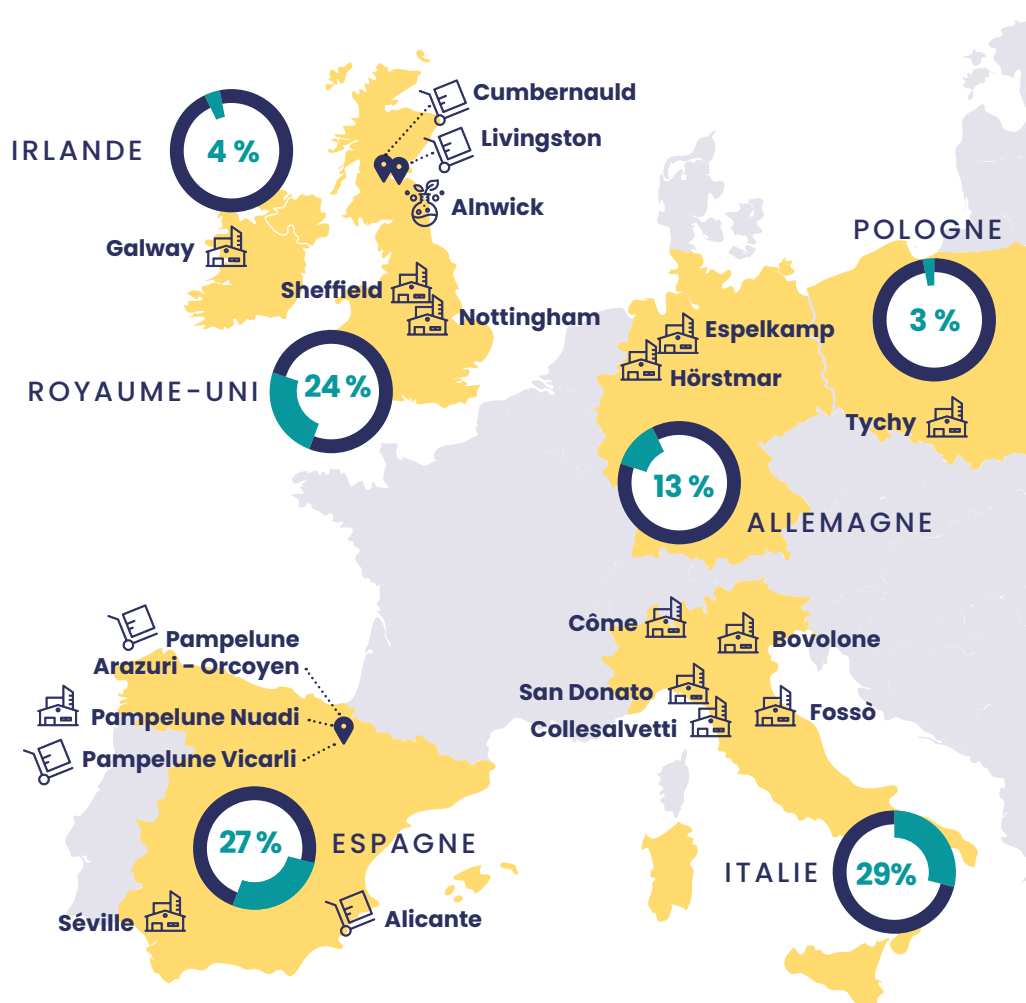 Cumbernauld
Livingston
IRLANDE
4 %
Alnwick
Galway
POLOGNE
Sheffield
Nottingham
3 %
Espelkamp
Hörstmar
ROYAUME-UNI
24 %
Tychy
13 %
ALLEMAGNE
Côme
Bovolone
Pampelune
Arazuri - Orcoyen
San Donato
Pampelune Nuadi
Fossò
Collesalvetti
Pampelune Vicarli
27 %
ESPAGNE
ITALIE
29%
Séville
Alicante